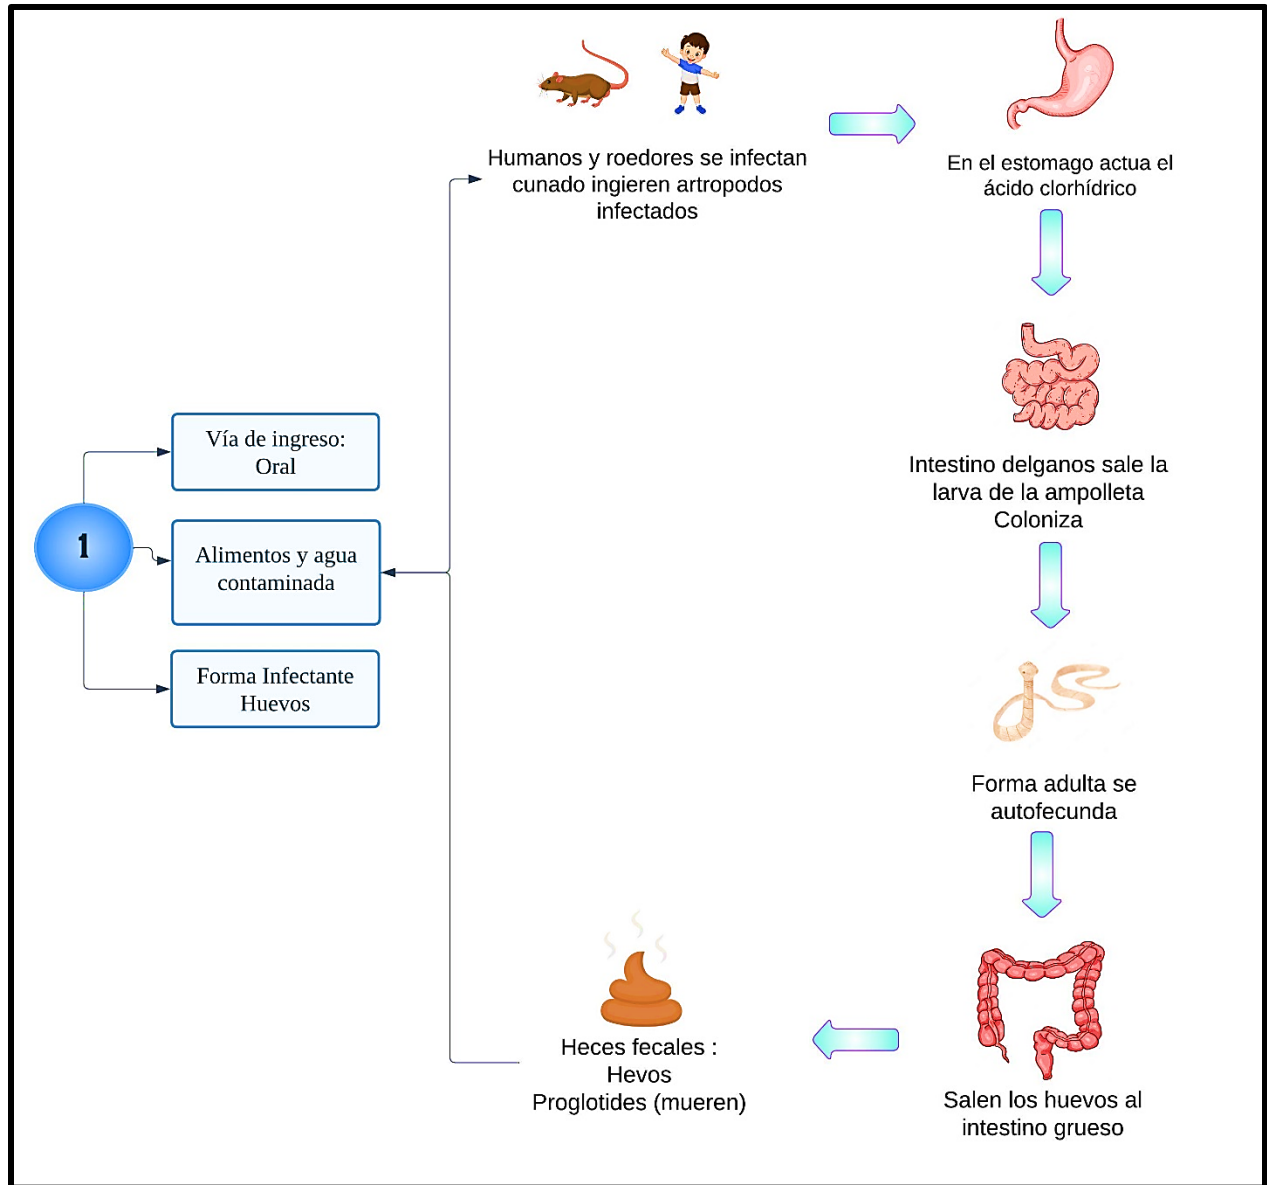 1
Vía de ingreso:
Oral
Alimentos y agua
contaminada
Forma Infectante
Huevos
Humanos y roedores se infectan
cunado ingieren artropodos
infectados
En el estomago actua el
ácido clorhídrico
Intestino delganos sale la
larva de la ampolleta
Coloniza
Forma adulta se
autofecunda
Salen los huevos al
intestino grueso
Heces fecales :
Hevos
Proglotides (mueren)